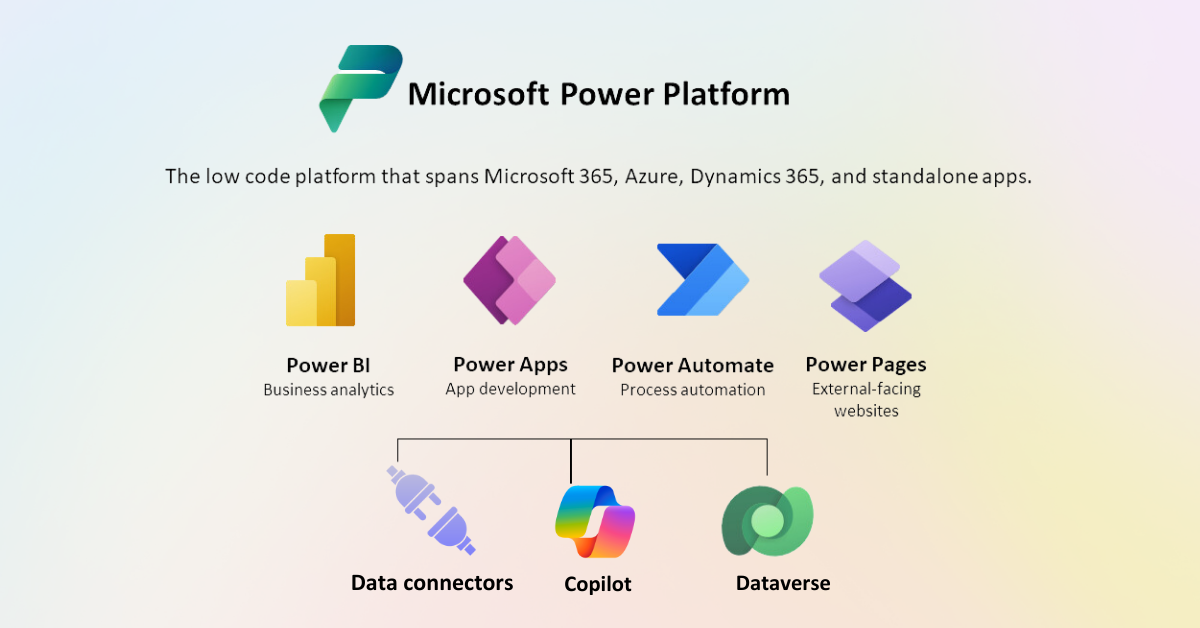 Microsoft Power Platform
The low code platform that spans Microsoft 365, Azure, Dynamics 365, and standalone apps.
Power BI
Business analytics
Power Apps
App development
Power Automate
Process automation
Power Pages
External-facing
websites
Data connectors
Copilot
Dataverse